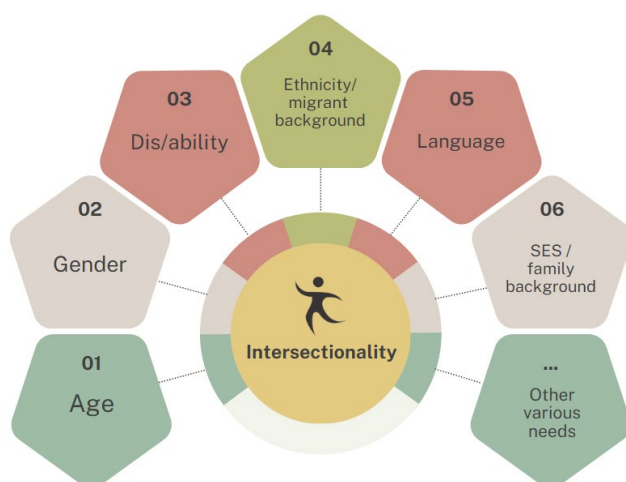 01
Age
02
Gender
03
Dis/ability
04
Ethnicity/
migrant
background
05
Language
06
SES /
family
background
...
Other
various
needs
Intersectionality